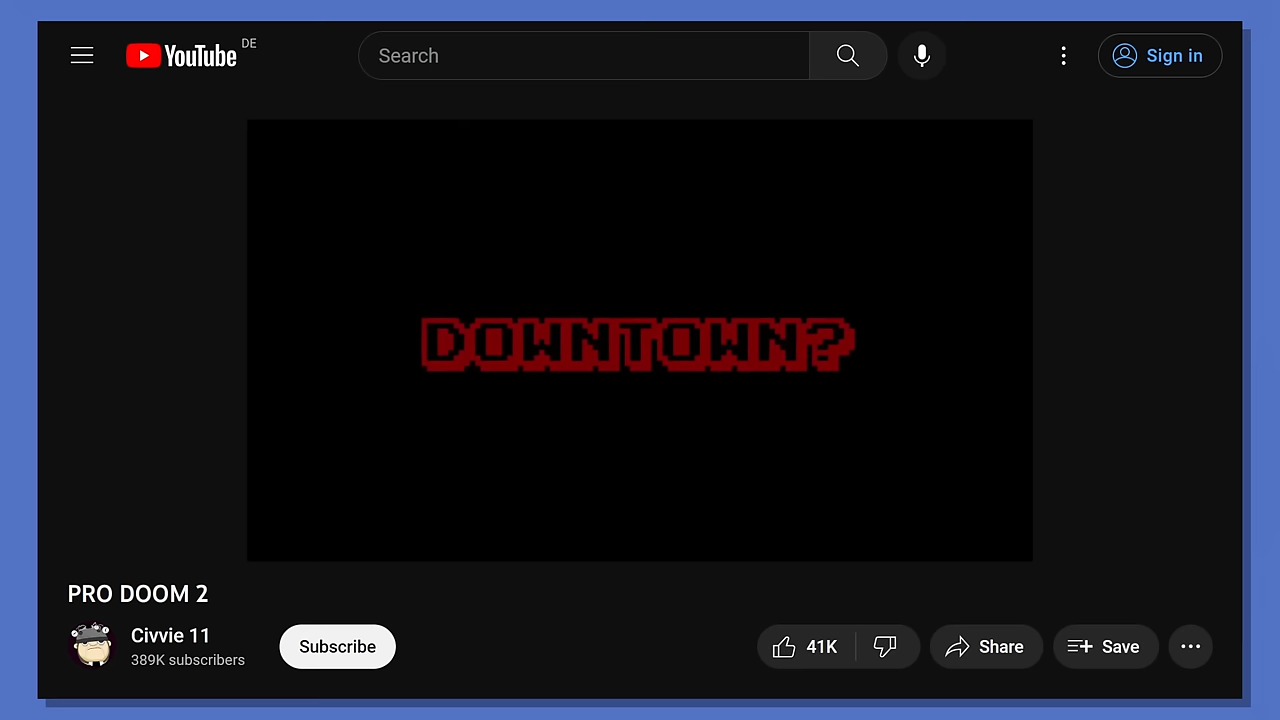 YouTube DE
Search
Sign in
DOWNTOWN?
PRO DOOM 2
Civvie 11
389K subscribers
Subscribe
41K
Share
Save